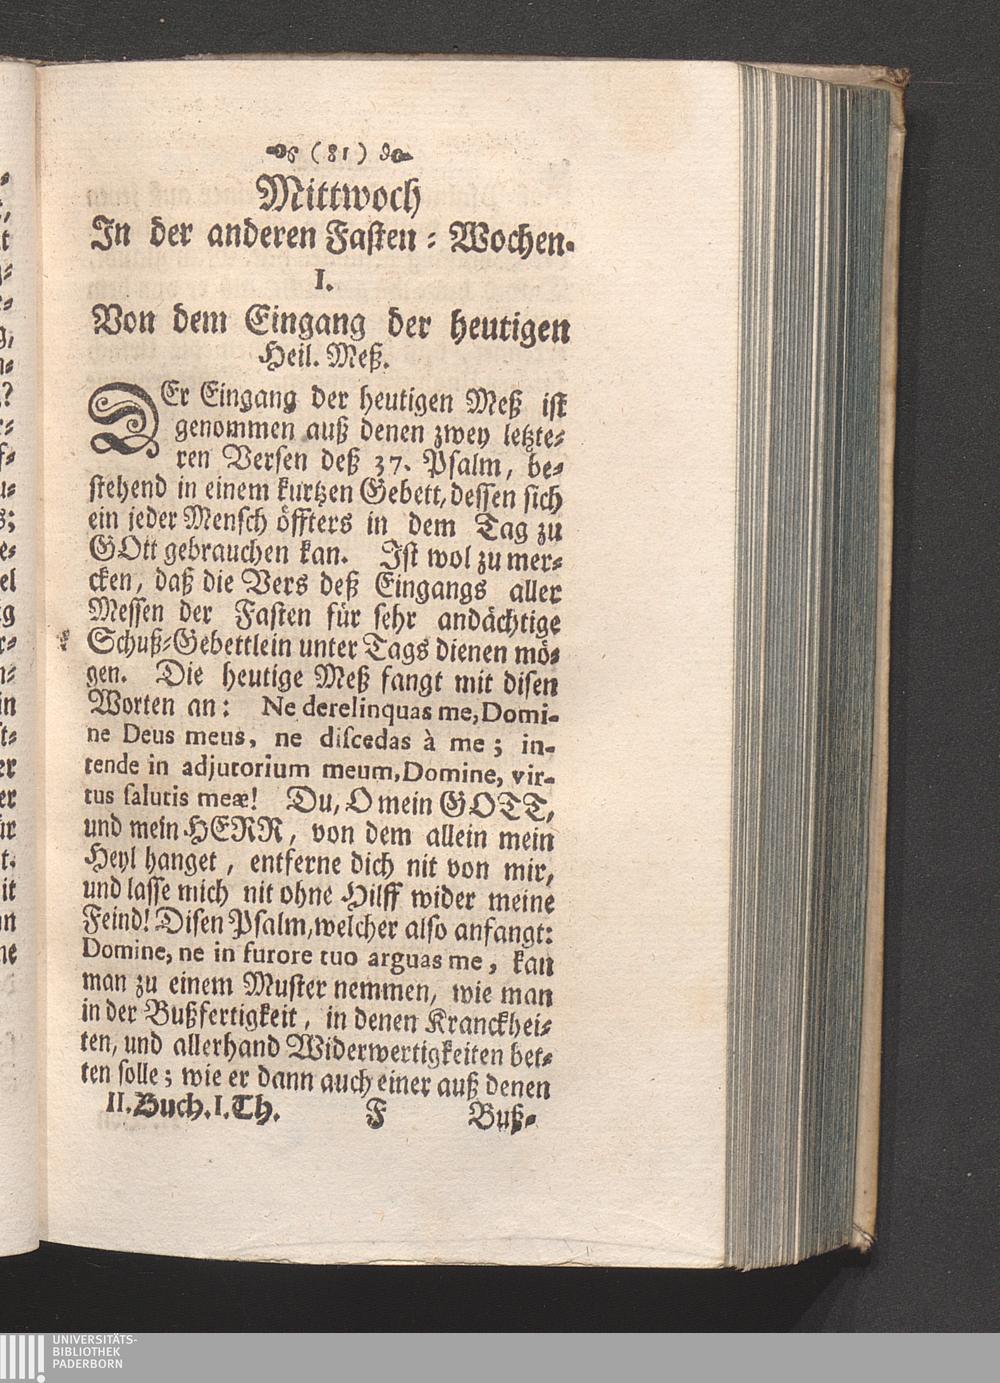 (81)
Mittwoch
In der anderen Fasten-Wochen.
I.
Von dem Eingang der heutigen
Heil. Meß.
DEr Eingang der heutigen Meß ist
genommen auß denen zwey letzte-
ren Versen deß 37. Psalm, be-
stehend in einem kurtzen Gebett, dessen sich
ein jeder Mensch öffters in dem Tag zu
GOtt gebrauchen kan. Ist wol zu mer-
cken, daß die Vers deß Eingangs aller
Messen der Fasten für sehr andächtige
Schuß-Gebettlein unter Tags dienen mö-
gen. Die heutige Meß fangt mit disen
Worten an: Ne derelinquas me, Domi-
ne Deus meus, ne discedas à me; in-
tende in adjutorium meum, Domine, vir-
tus salutis meæ! Du, O mein GOTT,
und mein HERR, von dem allein mein
Heyl hanget, entferne dich nit von mir,
und lasse mich nit ohne Hilff wider meine
Feind! Disen Psalm, welcher also anfangt:
Domine, ne in furore tuo arguas me, kan
man zu einem Muster nemmen, wie man
in der Bußfertigkeit, in denen Kranckhei-
ten, und allerhand Widerwertigkeiten bet-
ten solle; wie er dann auch einer auß denen
II. Buch. I. Th. F Buß-
UNIVERSITÄTS-
BIBLIOTHEK
PADERBORN